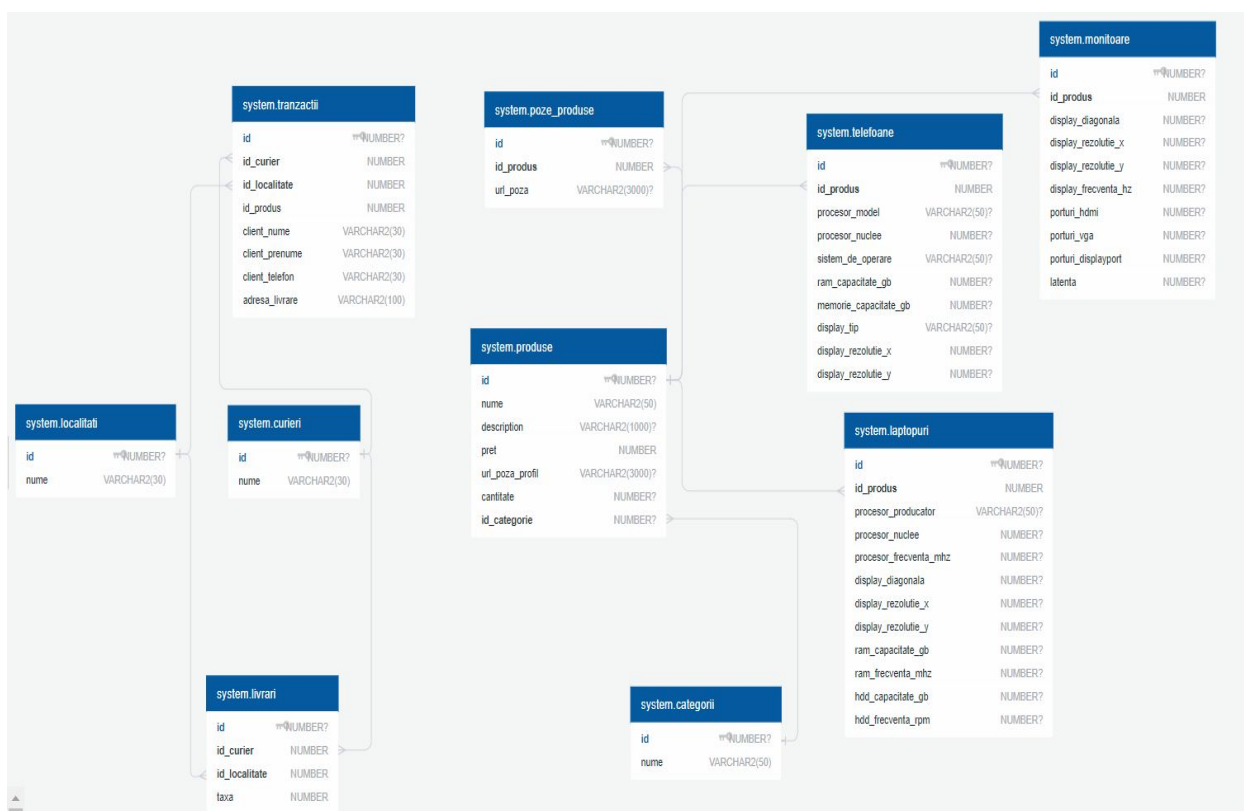 system.monitoare
id NUMBER?
id_produs NUMBER
display_diagonala NUMBER?
display_rezolutie_x NUMBER?
display_rezolutie_y NUMBER?
display_frecventa_hz NUMBER?
porturi_hdmi NUMBER?
porturi_vga NUMBER?
porturi_displayport NUMBER?
latenta NUMBER?
system.tranzactii
id NUMBER?
id_curier NUMBER
id_localitate NUMBER
id_produs NUMBER
client_nume VARCHAR2(30)
client_prenume VARCHAR2(30)
client_telefon VARCHAR2(30)
adresa_livrare VARCHAR2(100)
system.poze_produse
id NUMBER?
id_produs NUMBER
url_poza VARCHAR2(3000)?
system.telefoane
id NUMBER?
id_produs NUMBER
procesor_model VARCHAR2(50)?
procesor_nuclee NUMBER?
sistem_de_operare VARCHAR2(50)?
ram_capacitate_gb NUMBER?
memorie_capacitate_gb NUMBER?
display_tip VARCHAR2(50)?
display_rezolutie_x NUMBER?
display_rezolutie_y NUMBER?
system.produse
id NUMBER?
nume VARCHAR2(50)
description VARCHAR2(1000)?
pret NUMBER
url_poza_profil VARCHAR2(3000)?
cantitate NUMBER?
id_categorie NUMBER?
system.localitati
id NUMBER?
nume VARCHAR2(30)
system.curieri
id NUMBER?
nume VARCHAR2(30)
system.laptopuri
id NUMBER?
id_produs NUMBER
procesor_producator VARCHAR2(50)?
procesor_nuclee NUMBER?
procesor_frecventa_mhz NUMBER?
display_diagonala NUMBER?
display_rezolutie_x NUMBER?
display_rezolutie_y NUMBER?
ram_capacitate_gb NUMBER?
ram_frecventa_mhz NUMBER?
hdd_capacitate_gb NUMBER?
hdd_frecventa_rpm NUMBER?
system.livrari
id NUMBER?
id_curier NUMBER
id_localitate NUMBER
taxa NUMBER
system.categorii
id NUMBER?
nume VARCHAR2(50)